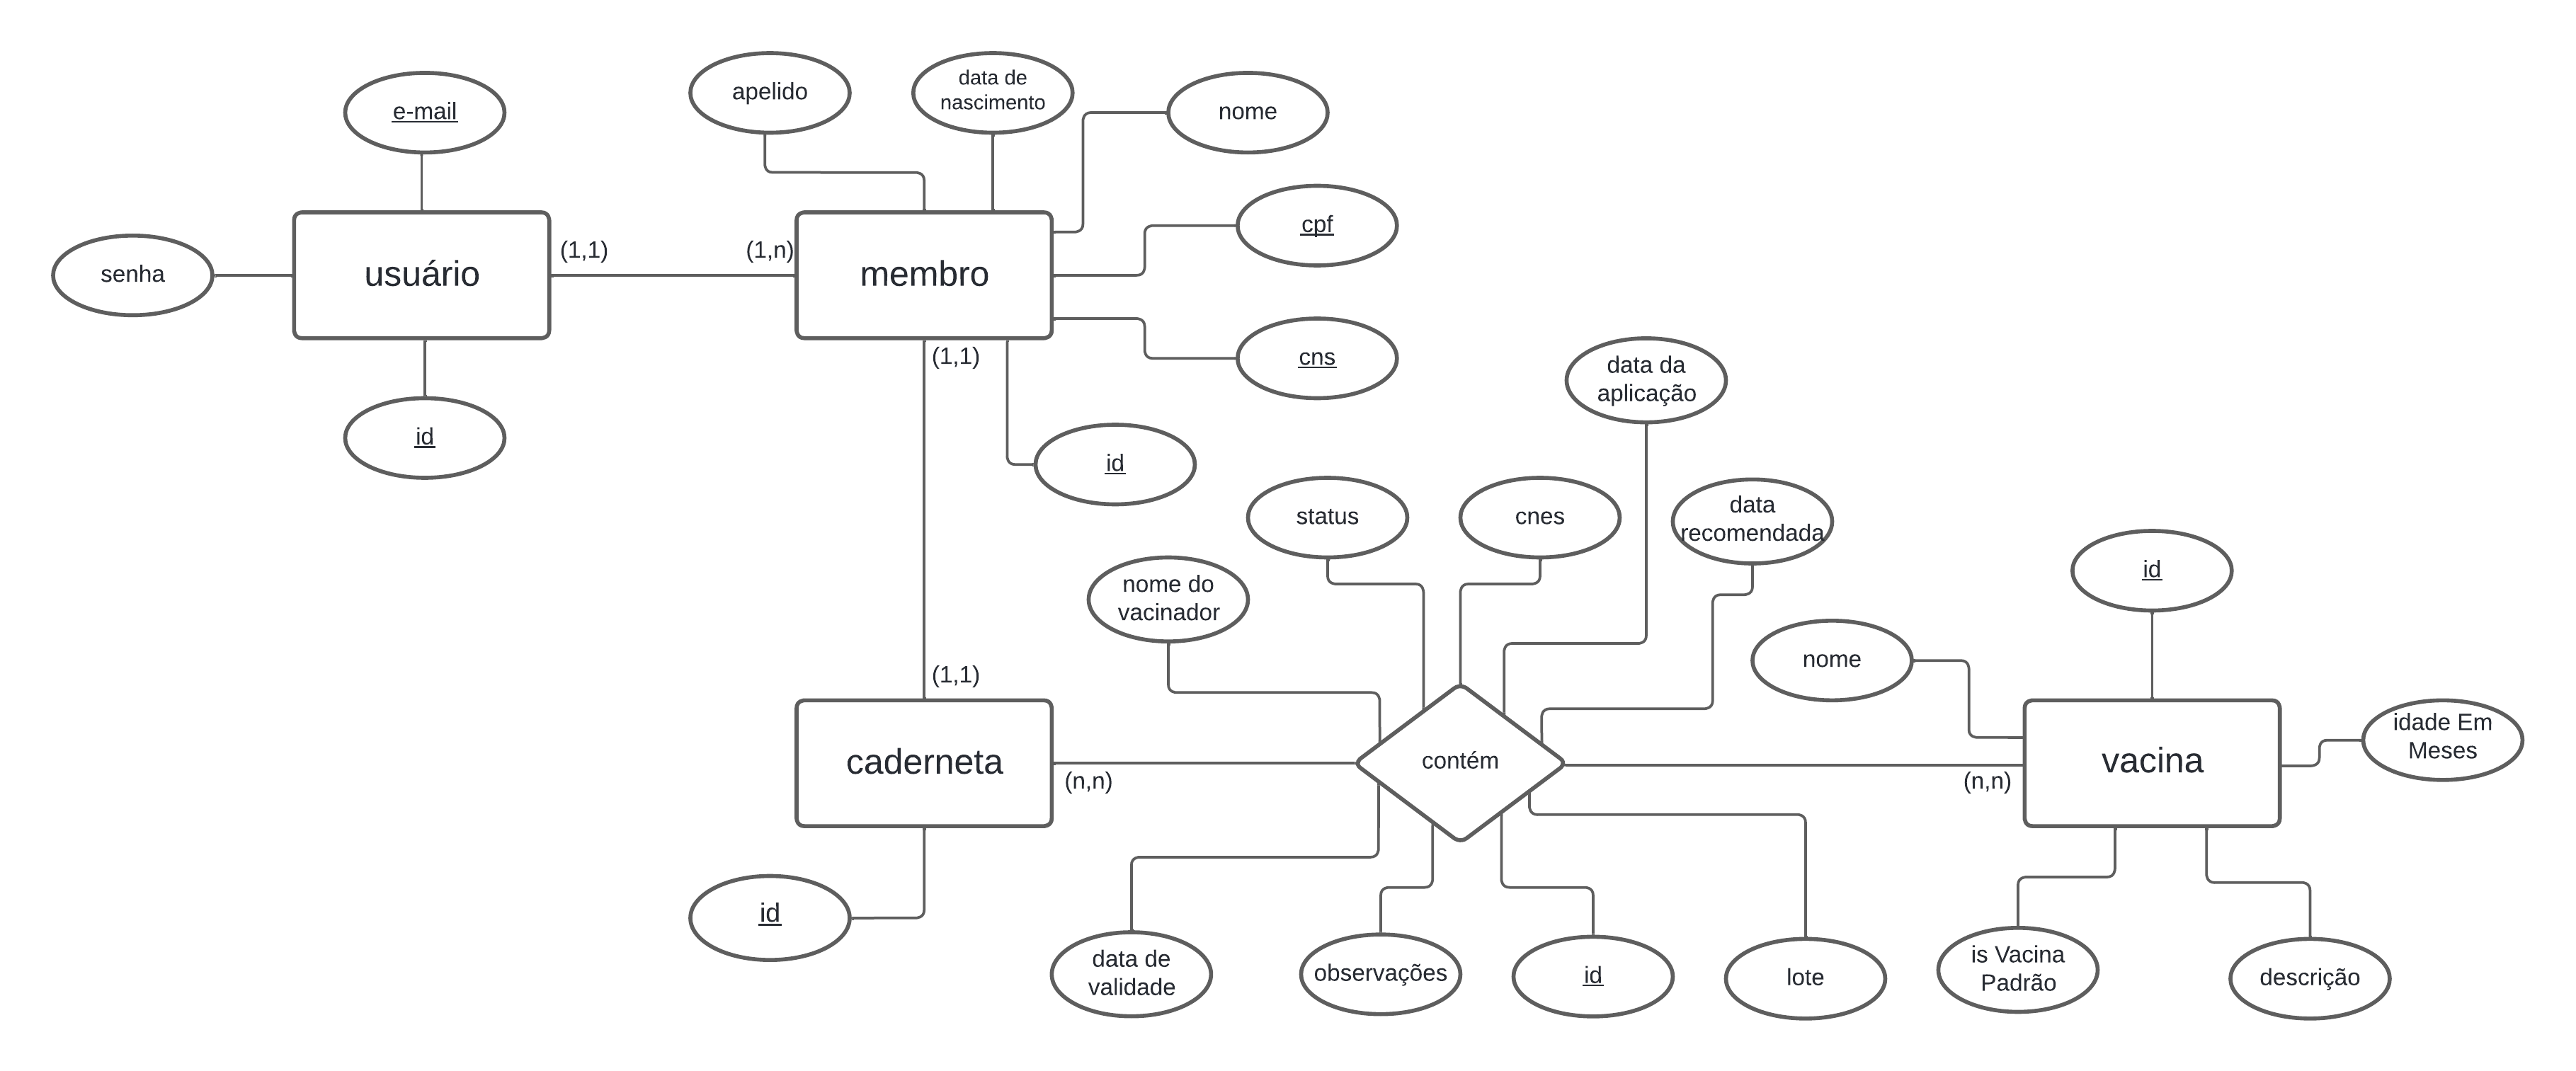 apelido
data de
nascimento
e-mail
nome
cpf
(1,1)
(1,n)
senha
usuário
membro
(1,1)
cns
data da
aplicação
id
id
status
cnes
data
recomendada
nome do
vacinador
id
nome
(1,1)
idade Em
Meses
caderneta
contém
vacina
(n,n)
(n,n)
id
data de
validade
observações
id
lote
is Vacina
Padrão
descrição